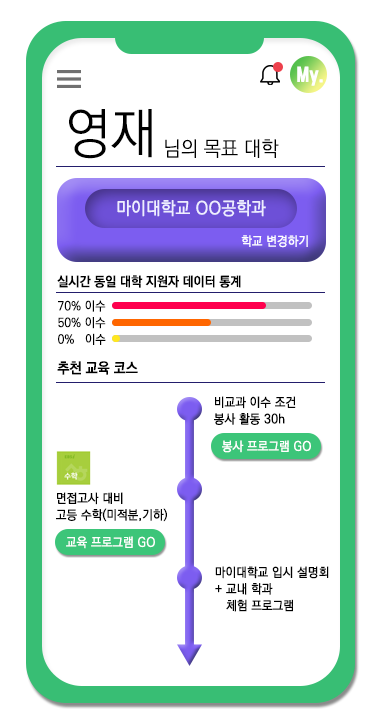 My.
영재 님의 목표 대학
마이대학교 OO공학과
학교 변경하기
실시간 동일 대학 지원자 데이터 통계
70% 이수
50% 이수
0% 이수
추천 교육 코스
비교과 이수 조건
봉사 활동 30h
봉사 프로그램 GO
수학
면접고사 대비
고등 수학(미적분,기하)
교육 프로그램 GO
마이대학교 입시 설명회
+ 교내 학과
체험 프로그램